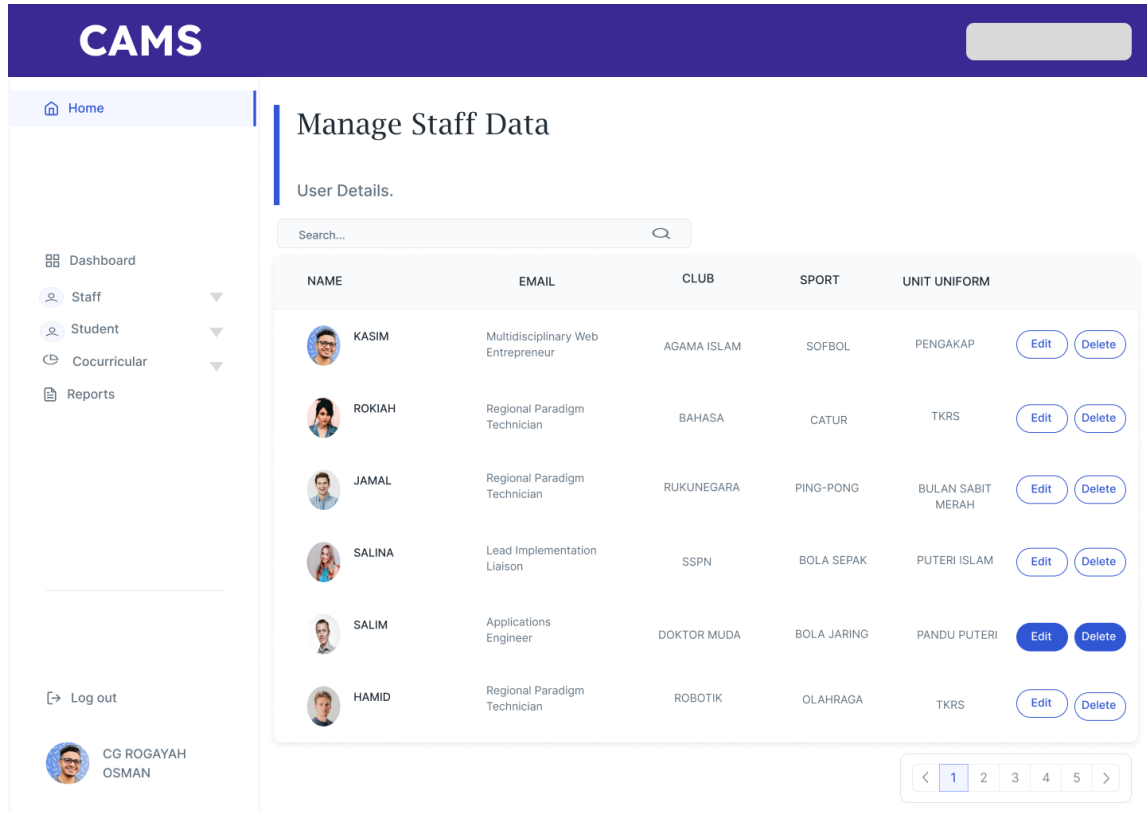 CAMS
Home
Manage Staff Data
User Details.
Search...
Dashboard
Staff
Student
Cocurricular
Reports
NAME EMAIL CLUB SPORT UNIT UNIFORM
KASIM Multidisciplinary Web AGAMA ISLAM SOFBOL PENGAKAP Edit Delete
Entrepreneur
ROKIAH Regional Paradigm BAHASA CATUR TKRS Edit Delete
Technician
JAMAL Regional Paradigm RUKUNEGARA PING-PONG BULAN SABIT Edit Delete
Technician MERAH
SALINA Lead Implementation SSPN BOLA SEPAK PUTERI ISLAM Edit Delete
Liaison
SALIM Applications DOKTOR MUDA BOLA JARING PANDU PUTERI Edit Delete
Engineer
HAMID Regional Paradigm ROBOTIK OLAHRAGA TKRS Edit Delete
Technician
Log out
CG ROGAYAH
OSMAN
< 1 2 3 4 5 >